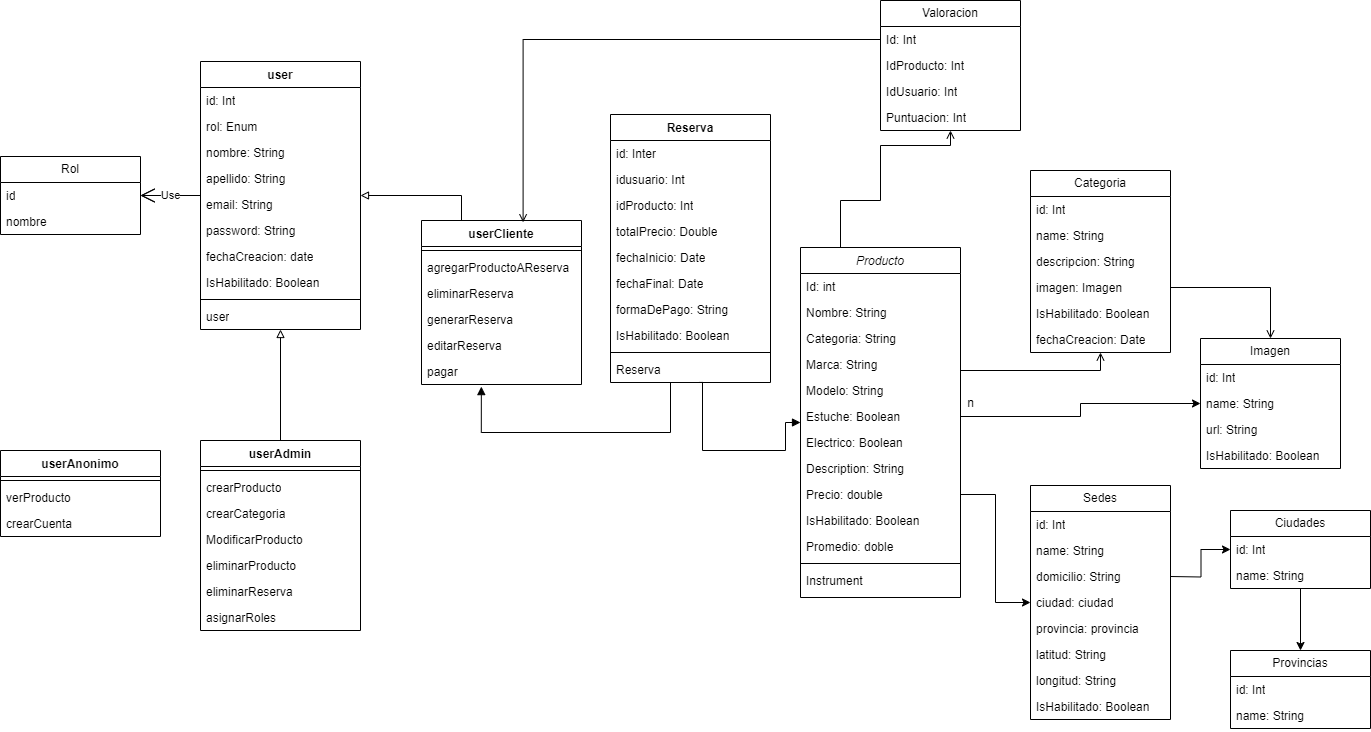 Valoracion
Id: Int
IdProducto: Int
IdUsuario: Int
Puntuacion: Int
user
id: Int
rol: Enum
nombre: String
apellido: String
email: String
password: String
fechaCreacion: date
IsHabilitado: Boolean
user
Rol
id
nombre
Use
Reserva
id: Inter
idusuario: Int
idProducto: Int
totalPrecio: Double
fechaInicio: Date
fechaFinal: Date
formaDePago: String
IsHabilitado: Boolean
Reserva
userCliente
agregarProductoAReserva
eliminarReserva
generarReserva
editarReserva
pagar
Categoria
id: Int
name: String
descripcion: String
imagen: Imagen
IsHabilitado: Boolean
fechaCreacion: Date
Producto
Id: int
Nombre: String
Categoria: String
Marca: String
Modelo: String
Estuche: Boolean
Electrico: Boolean
Description: String
Precio: double
IsHabilitado: Boolean
Promedio: doble
Instrument
n
Imagen
id: Int
name: String
url: String
IsHabilitado: Boolean
userAnonimo
verProducto
crearCuenta
userAdmin
crearProducto
crearCategoria
ModificarProducto
eliminarProducto
eliminarReserva
asignarRoles
Sedes
id: Int
name: String
domicilio: String
ciudad: ciudad
provincia: provincia
latitud: String
longitud: String
IsHabilitado: Boolean
Ciudades
id: Int
name: String
Provincias
id: Int
name: String